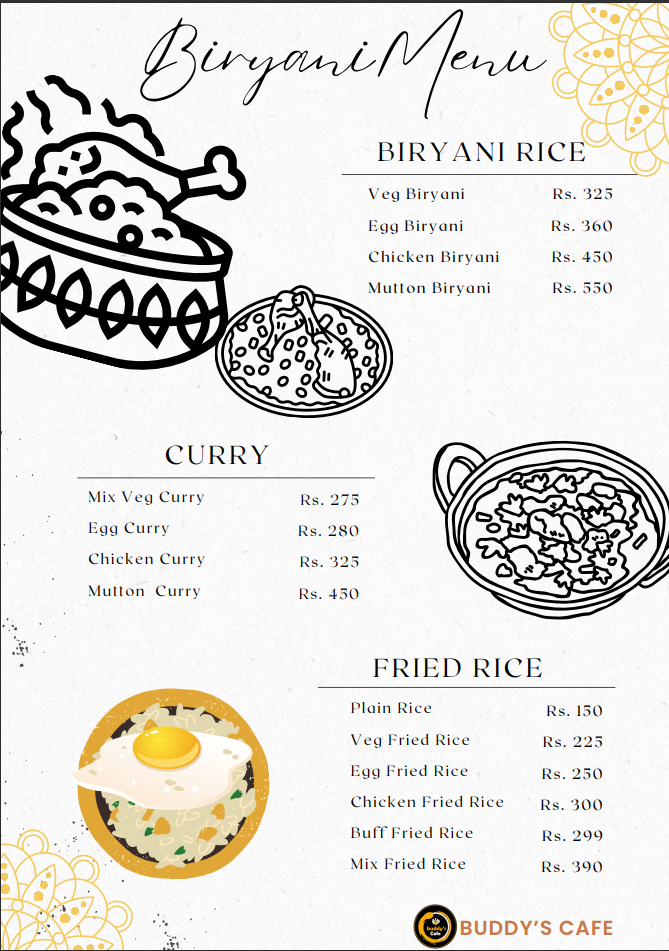 Biryani Menu
BIRYANI RICE
Veg Biryani Rs. 325
Egg Biryani Rs. 360
Chicken Biryani Rs. 450
Mutton Biryani Rs. 550
CURRY
Mix Veg Curry Rs. 275
Egg Curry Rs. 280
Chicken Curry Rs. 325
Mutton Curry Rs. 450
FRIED RICE
Plain Rice Rs. 150
Veg Fried Rice Rs. 225
Egg Fried Rice Rs. 250
Chicken Fried Rice Rs. 300
Buff Fried Rice Rs. 299
Mix Fried Rice Rs. 390
buddy's
Cafe
BUDDY'S CAFE